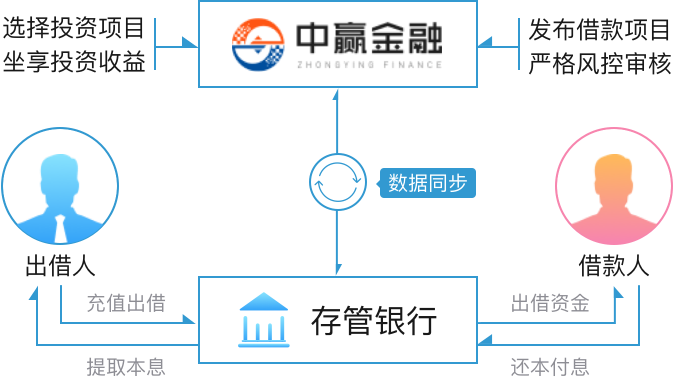 选择投资项目
坐享投资收益
中赢金融
ZHONGYING FINANCE
发布借款项目
严格风控审核
数据同步
出借人
借款人
充值出借
提取本息
存管银行
出借资金
还本付息